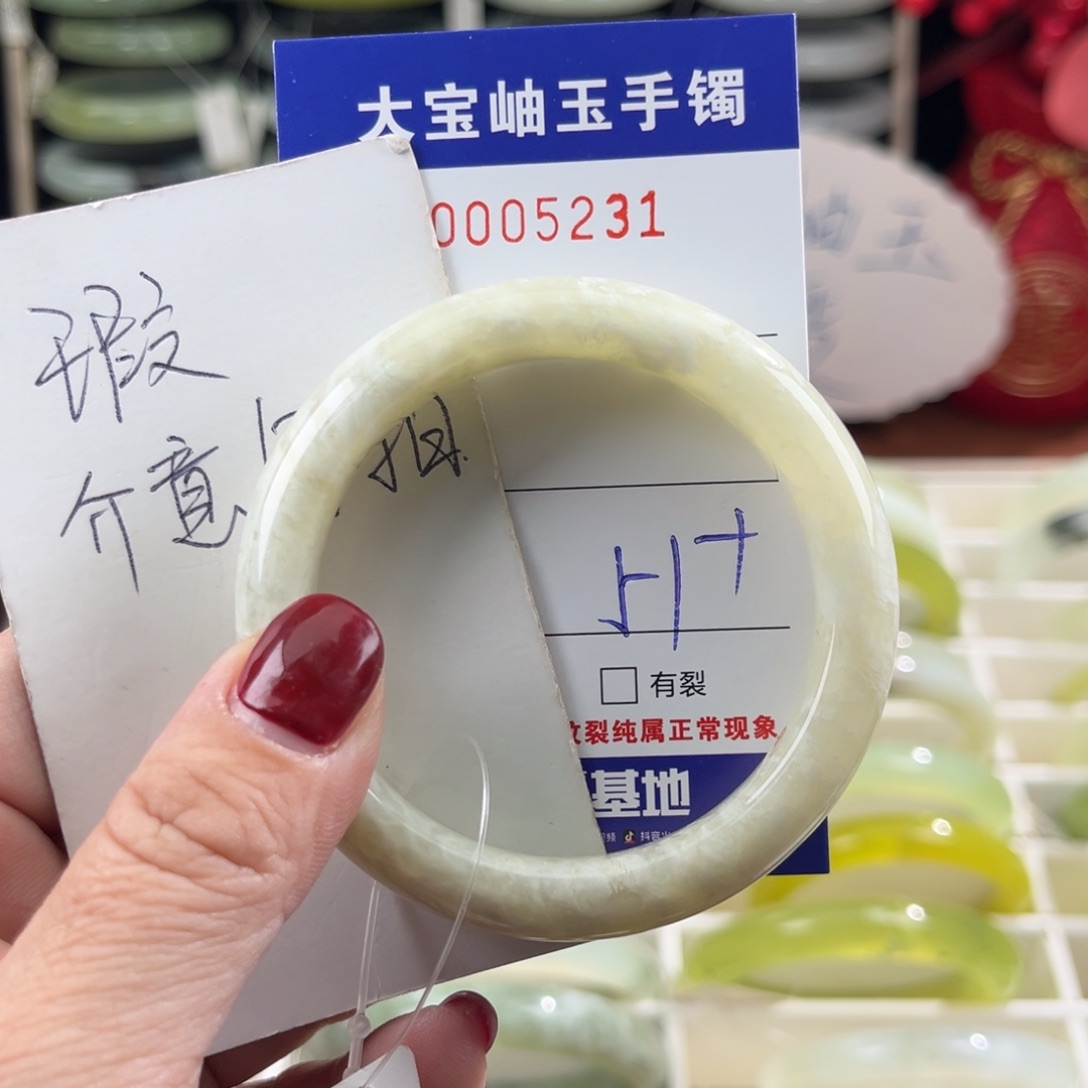 大宝岫玉手镯
0005231
瑕
介意 拍
51+
有裂
纹裂纯属正常现象
基地